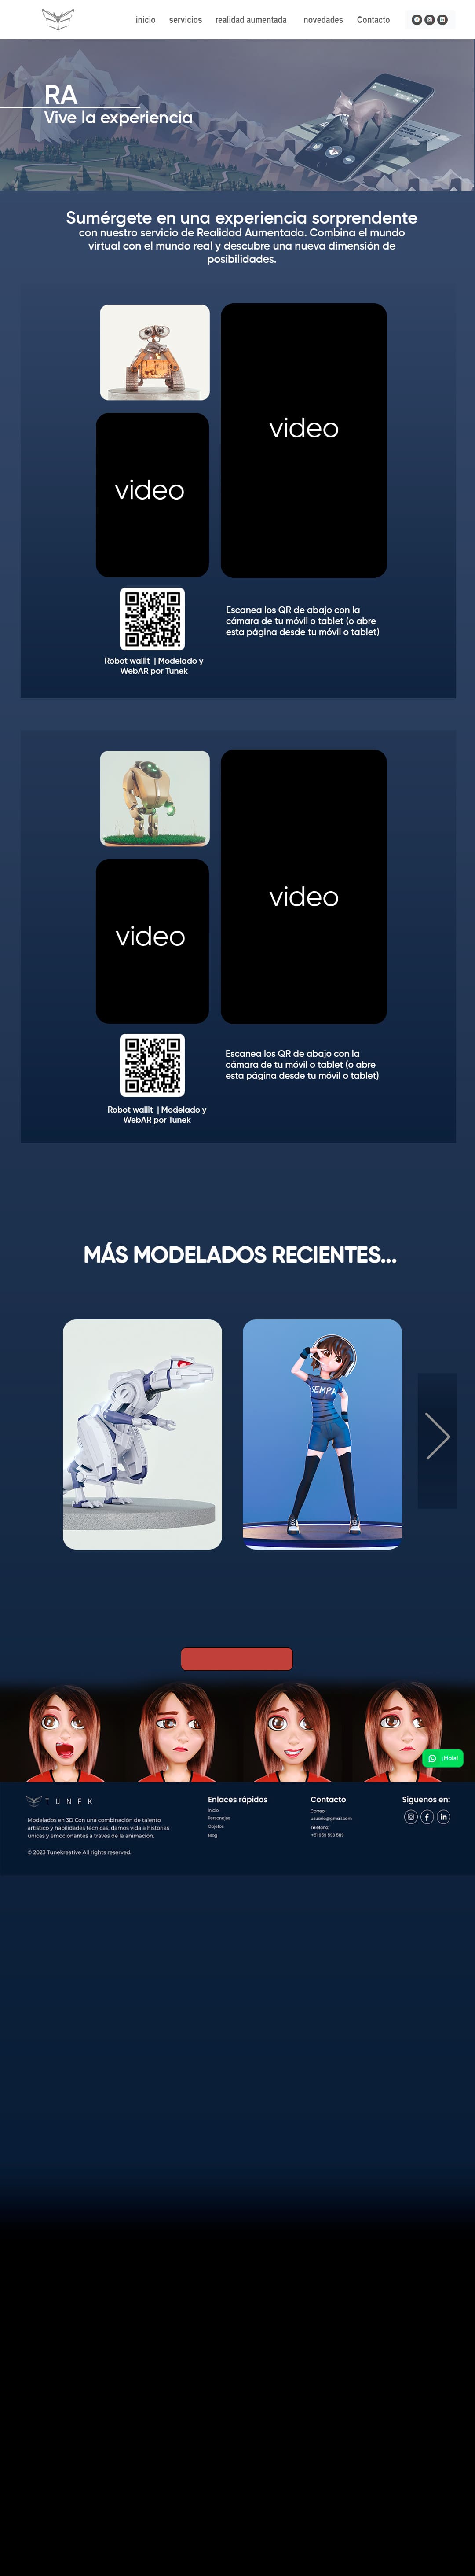 inicio servicios realidad aumentada novedades Contacto
RA
Vive la experiencia
Sumérgete en una experiencia sorprendente
con nuestro servicio de Realidad Aumentada. Combina el mundo
virtual con el mundo real y descubre una nueva dimensión de
posibilidades.
video
video
Escanea los QR de abajo con la
cámara de tu móvil o tablet (o abre
esta página desde tu móvil o tablet)
Robot wallit | Modelado y
WebAR por Tunek
video
video
Escanea los QR de abajo con la
cámara de tu móvil o tablet (o abre
esta página desde tu móvil o tablet)
Robot wallit | Modelado y
WebAR por Tunek
MÁS MODELADOS RECIENTES...
SEMPA
¡Hola!
TUNEK
Modelados en 3D Con una combinación de talento
artístico y habilidades técnicas, damos vida a historias
únicas y emocionantes a través de la animación.
© 2023 Tunekreative All rights reserved.
Enlaces rápidos
Inicio
Personajes
Objetos
Blog
Contacto
Correo:
usuario@gmail.com
Teléfono:
+51 959 593 589
Síguenos en: